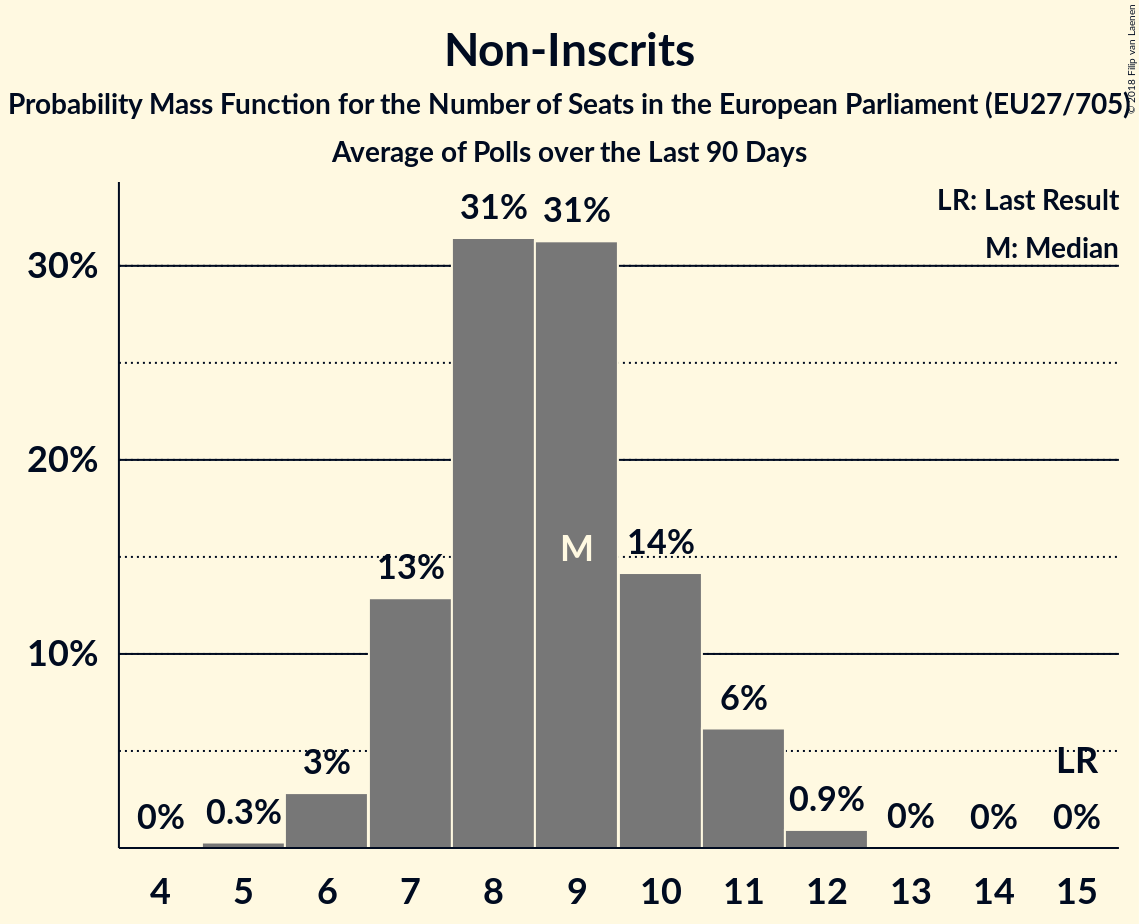 Non-Inscrits
Probability Mass Function for the Number of Seats in the European Parliament (EU27/705)
Average of Polls over the Last 90 Days
© 2018 Filip van Laenen
LR: Last Result
M: Median
31% 31%
30%
20%
14%
13%
M
10%
6%
3%
LR
0% 0.3% 0.9% 0% 0% 0%
4 5 6 7 8 9 10 11 12 13 14 15